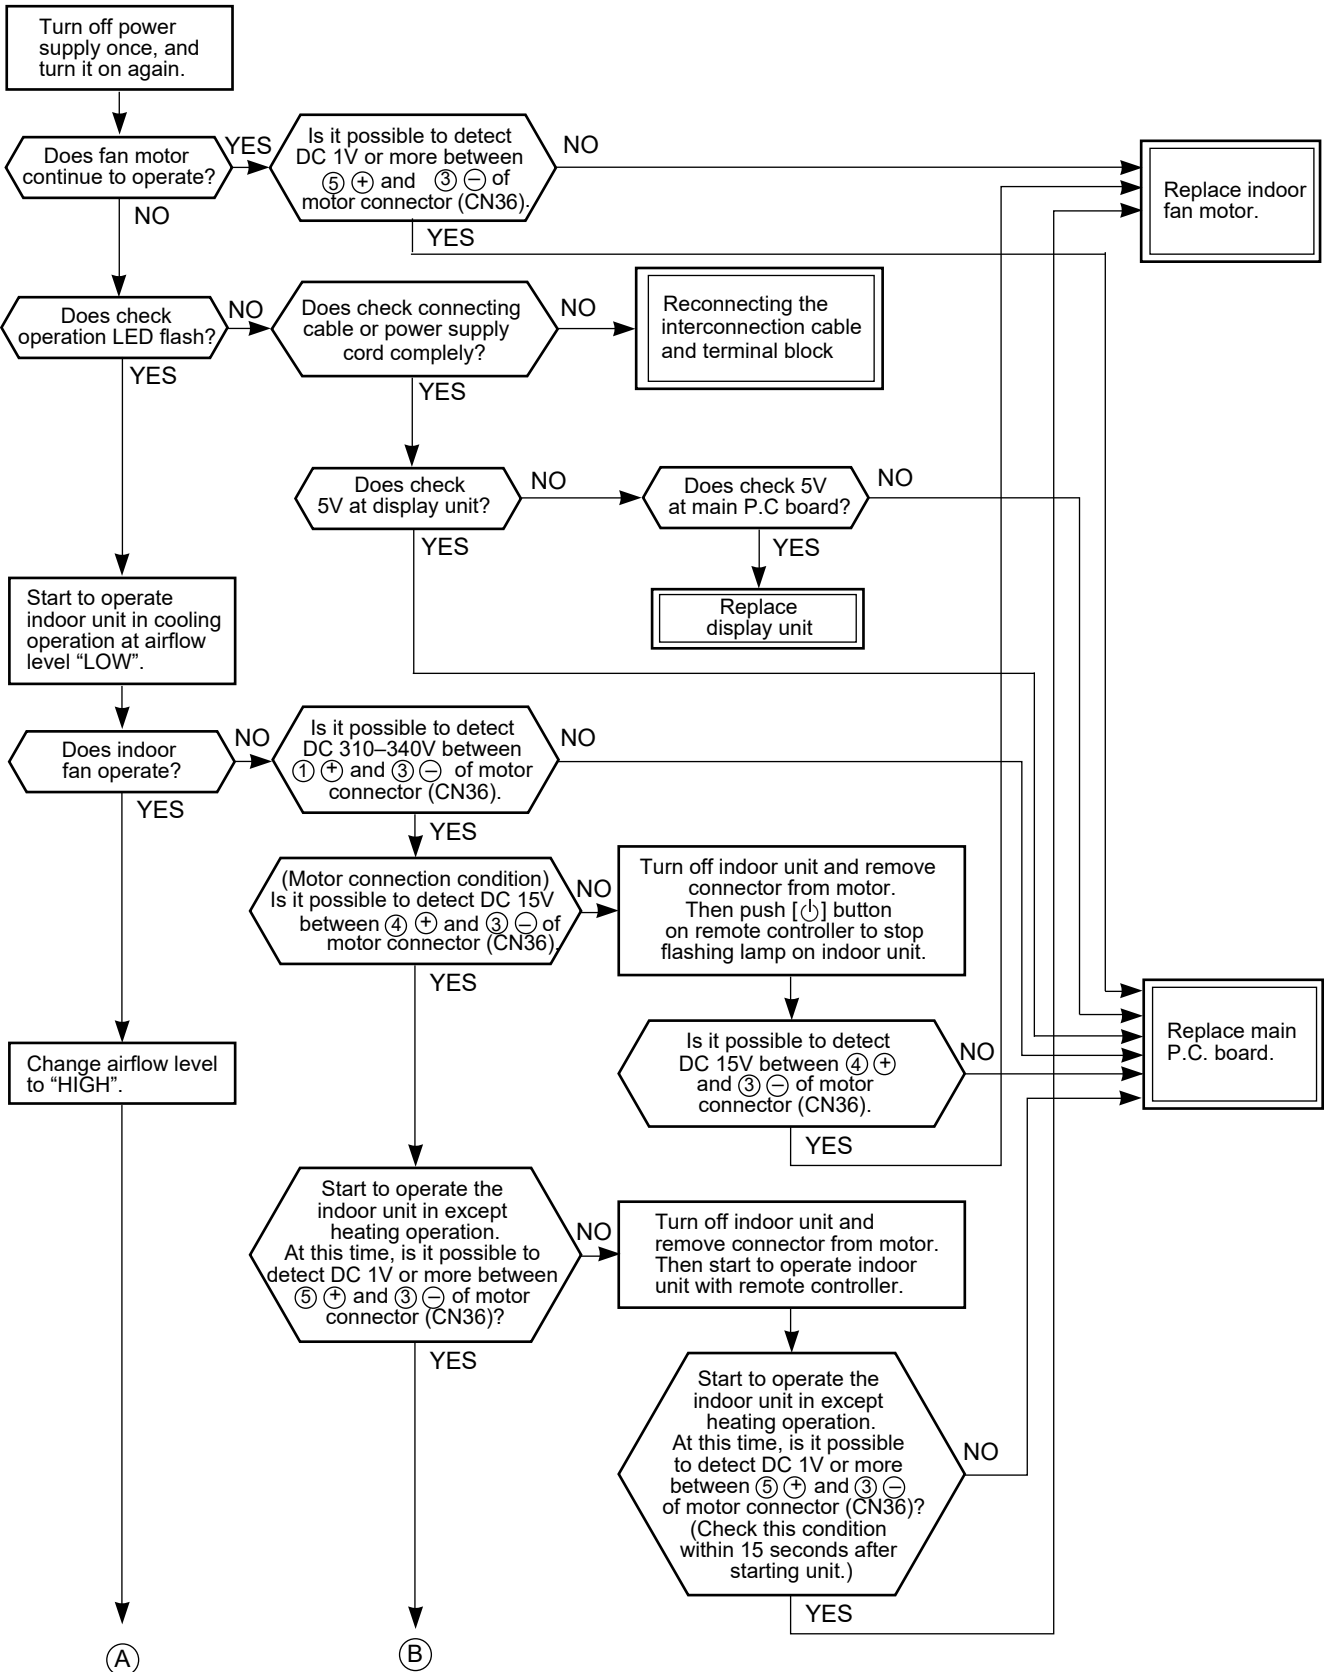 Turn off power
supply once, and
turn it on again.
Does fan motor
continue to operate?
YES
NO
Is it possible to detect
DC 1V or more between
⑤ ⊕ and ③ ⊖ of
motor connector (CN36).
NO
YES
Replace indoor
fan motor.
Does check
operation LED flash?
NO
YES
Does check connecting
cable or power supply
cord complely?
NO
YES
Reconnecting the
interconnection cable
and terminal block
Does check
5V at display unit?
NO
YES
Does check 5V
at main P.C board?
NO
YES
Replace
display unit
Start to operate
indoor unit in cooling
operation at airflow
level “LOW”.
Does indoor
fan operate?
NO
YES
Is it possible to detect
DC 310–340V between
① ⊕ and ③ ⊖ of motor
connector (CN36).
NO
YES
(Motor connection condition)
Is it possible to detect DC 15V
between ④ ⊕ and ③ ⊖ of
motor connector (CN36).
NO
YES
Turn off indoor unit and remove
connector from motor.
Then push [⏻] button
on remote controller to stop
flashing lamp on indoor unit.
Is it possible to detect
DC 15V between ④ ⊕
and ③ ⊖ of motor
connector (CN36).
NO
YES
Replace main
P.C. board.
Change airflow level
to “HIGH”.
Start to operate the
indoor unit in except
heating operation.
At this time, is it possible to
detect DC 1V or more between
⑤ ⊕ and ③ ⊖ of motor
connector (CN36)?
NO
YES
Turn off indoor unit and
remove connector from motor.
Then start to operate indoor
unit with remote controller.
Start to operate the
indoor unit in except
heating operation.
At this time, is it possible
to detect DC 1V or more
between ⑤ ⊕ and ③ ⊖
of motor connector (CN36)?
(Check this condition
within 15 seconds after
starting unit.)
NO
YES
Ⓐ
Ⓑ